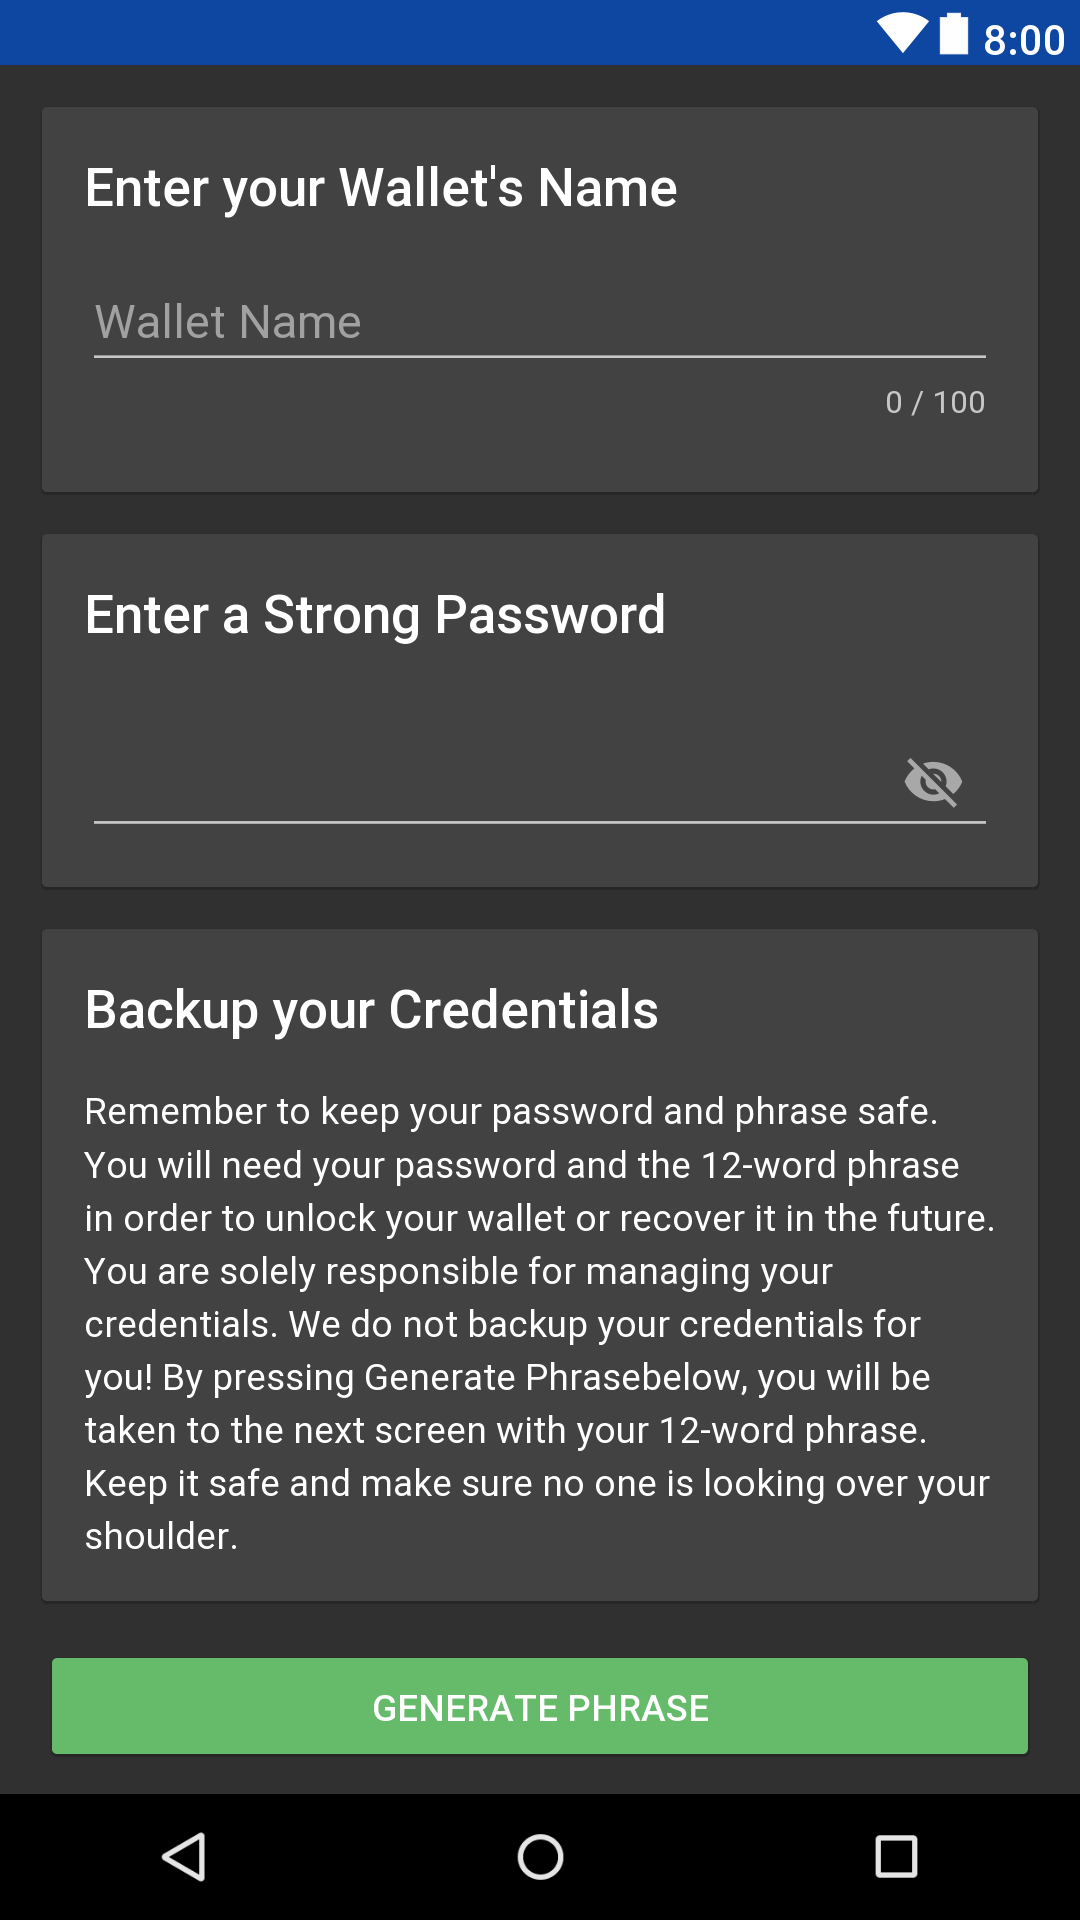 8:00
Enter your Wallet's Name
Wallet Name
0 / 100
Enter a Strong Password
Backup your Credentials
Remember to keep your password and phrase safe.
You will need your password and the 12-word phrase
in order to unlock your wallet or recover it in the future.
You are solely responsible for managing your
credentials. We do not backup your credentials for
you! By pressing Generate Phrasebelow, you will be
taken to the next screen with your 12-word phrase.
Keep it safe and make sure no one is looking over your
shoulder.
GENERATE PHRASE